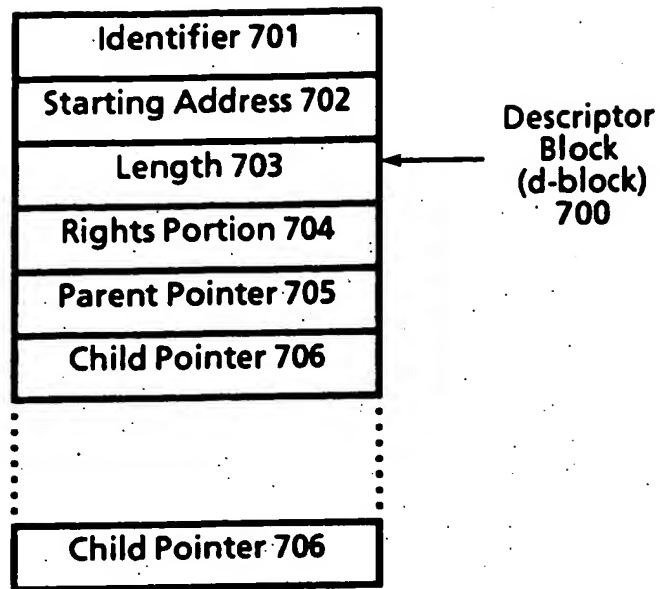 Identifier 701
Starting Address 702
Length 703
Rights Portion 704
Parent Pointer 705
Child Pointer 706
Child Pointer 706
Descriptor
Block
(d-block)
700